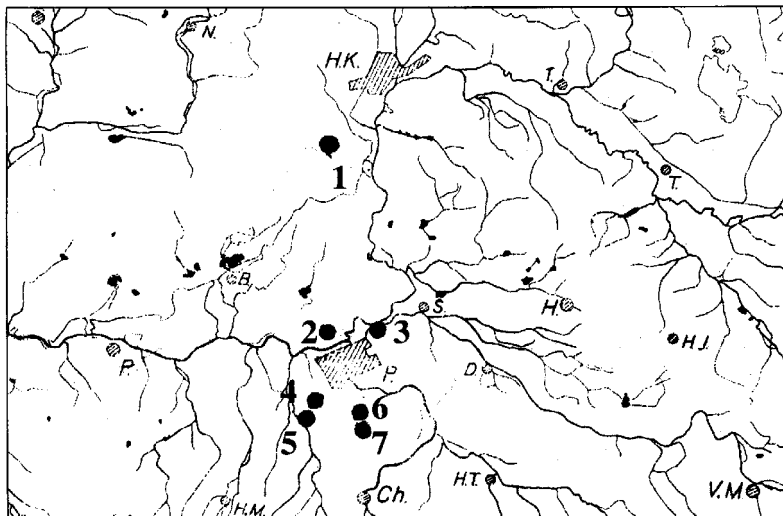 N.
H.K.
T.
1
T.
B.
S.
H.
2
3
H.J.
P.
P.
D.
4
6
5
7
H.M.
Ch.
H.T.
V.M